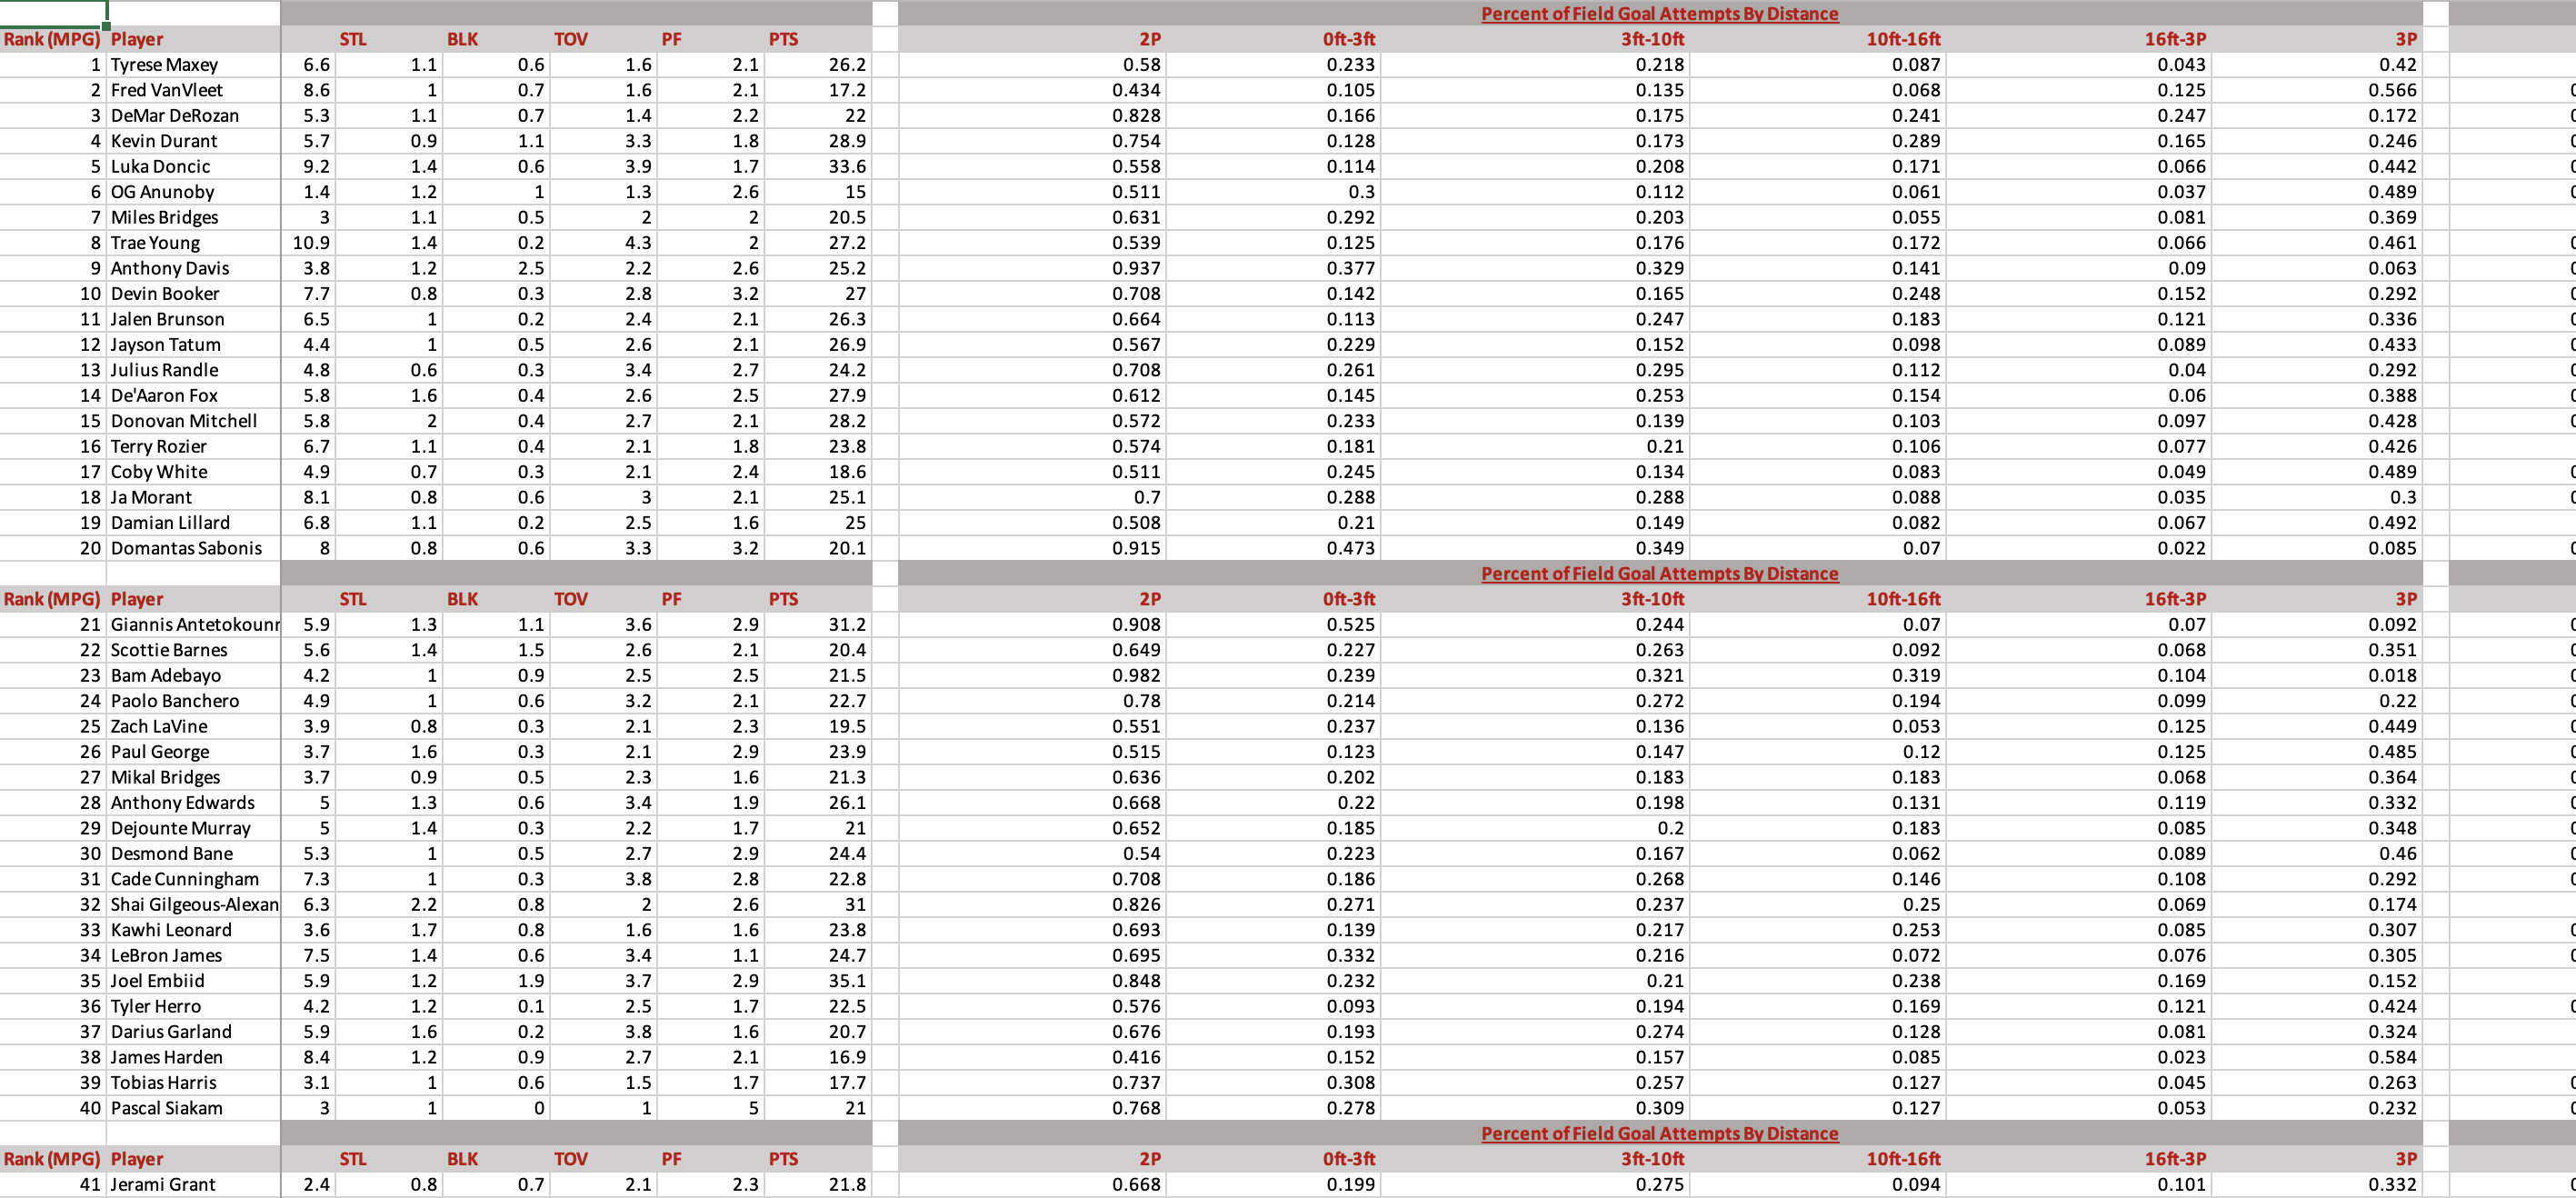 Percent of Field Goal Attempts By Distance
Rank (MPG) Player STL BLK TOV PF PTS 2P 0ft-3ft 3ft-10ft 10ft-16ft 16ft-3P 3P
1 Tyrese Maxey 6.6 1.1 0.6 1.6 2.1 26.2 0.58 0.233 0.218 0.087 0.043 0.42
2 Fred VanVleet 8.6 1 0.7 1.6 2.1 17.2 0.434 0.105 0.135 0.068 0.125 0.566
3 DeMar DeRozan 5.3 1.1 0.7 1.4 2.2 22 0.828 0.166 0.175 0.241 0.247 0.172
4 Kevin Durant 5.7 0.9 1.1 3.3 1.8 28.9 0.754 0.128 0.173 0.289 0.165 0.246
5 Luka Doncic 9.2 1.4 0.6 3.9 1.7 33.6 0.558 0.114 0.208 0.171 0.066 0.442
6 OG Anunoby 1.4 1.2 1 1.3 2.6 15 0.511 0.3 0.112 0.061 0.037 0.489
7 Miles Bridges 3 1.1 0.5 2 2 20.5 0.631 0.292 0.203 0.055 0.081 0.369
8 Trae Young 10.9 1.4 0.2 4.3 2 27.2 0.539 0.125 0.176 0.172 0.066 0.461
9 Anthony Davis 3.8 1.2 2.5 2.2 2.6 25.2 0.937 0.377 0.329 0.141 0.09 0.063
10 Devin Booker 7.7 0.8 0.3 2.8 3.2 27 0.708 0.142 0.165 0.248 0.152 0.292
11 Jalen Brunson 6.5 1 0.2 2.4 2.1 26.3 0.664 0.113 0.247 0.183 0.121 0.336
12 Jayson Tatum 4.4 1 0.5 2.6 2.1 26.9 0.567 0.229 0.152 0.098 0.089 0.433
13 Julius Randle 4.8 0.6 0.3 3.4 2.7 24.2 0.708 0.261 0.295 0.112 0.04 0.292
14 De'Aaron Fox 5.8 1.6 0.4 2.6 2.5 27.9 0.612 0.145 0.253 0.154 0.06 0.388
15 Donovan Mitchell 5.8 2 0.4 2.7 2.1 28.2 0.572 0.233 0.139 0.103 0.097 0.428
16 Terry Rozier 6.7 1.1 0.4 2.1 1.8 23.8 0.574 0.181 0.21 0.106 0.077 0.426
17 Coby White 4.9 0.7 0.3 2.1 2.4 18.6 0.511 0.245 0.134 0.083 0.049 0.489
18 Ja Morant 8.1 0.8 0.6 3 2.1 25.1 0.7 0.288 0.288 0.088 0.035 0.3
19 Damian Lillard 6.8 1.1 0.2 2.5 1.6 25 0.508 0.21 0.149 0.082 0.067 0.492
20 Domantas Sabonis 8 0.8 0.6 3.3 3.2 20.1 0.915 0.473 0.349 0.07 0.022 0.085
Percent of Field Goal Attempts By Distance
Rank (MPG) Player STL BLK TOV PF PTS 2P 0ft-3ft 3ft-10ft 10ft-16ft 16ft-3P 3P
21 Giannis Antetokoun 5.9 1.3 1.1 3.6 2.9 31.2 0.908 0.525 0.244 0.07 0.07 0.092
22 Scottie Barnes 5.6 1.4 1.5 2.6 2.1 20.4 0.649 0.227 0.263 0.092 0.068 0.351
23 Bam Adebayo 4.2 1 0.9 2.5 2.5 21.5 0.982 0.239 0.321 0.319 0.104 0.018
24 Paolo Banchero 4.9 1 0.6 3.2 2.1 22.7 0.78 0.214 0.272 0.194 0.099 0.22
25 Zach LaVine 3.9 0.8 0.3 2.1 2.3 19.5 0.551 0.237 0.136 0.053 0.125 0.449
26 Paul George 3.7 1.6 0.3 2.1 2.9 23.9 0.515 0.123 0.147 0.12 0.125 0.485
27 Mikal Bridges 3.7 0.9 0.5 2.3 1.6 21.3 0.636 0.202 0.183 0.183 0.068 0.364
28 Anthony Edwards 5 1.3 0.6 3.4 1.9 26.1 0.668 0.22 0.198 0.131 0.119 0.332
29 Dejounte Murray 5 1.4 0.3 2.2 1.7 21 0.652 0.185 0.2 0.183 0.085 0.348
30 Desmond Bane 5.3 1 0.5 2.7 2.9 24.4 0.54 0.223 0.167 0.062 0.089 0.46
31 Cade Cunningham 7.3 1 0.3 3.8 2.8 22.8 0.708 0.186 0.268 0.146 0.108 0.292
32 Shai Gilgeous-Alexan 6.3 2.2 0.8 2 2.6 31 0.826 0.271 0.237 0.25 0.069 0.174
33 Kawhi Leonard 3.6 1.7 0.8 1.6 1.6 23.8 0.693 0.139 0.217 0.253 0.085 0.307
34 LeBron James 7.5 1.4 0.6 3.4 1.1 24.7 0.695 0.332 0.216 0.072 0.076 0.305
35 Joel Embiid 5.9 1.2 1.9 3.7 2.9 35.1 0.848 0.232 0.21 0.238 0.169 0.152
36 Tyler Herro 4.2 1.2 0.1 2.5 1.7 22.5 0.576 0.093 0.194 0.169 0.121 0.424
37 Darius Garland 5.9 1.6 0.2 3.8 1.6 20.7 0.676 0.193 0.274 0.128 0.081 0.324
38 James Harden 8.4 1.2 0.9 2.7 2.1 16.9 0.416 0.152 0.157 0.085 0.023 0.584
39 Tobias Harris 3.1 1 0.6 1.5 1.7 17.7 0.737 0.308 0.257 0.127 0.045 0.263
40 Pascal Siakam 3 1 0 1 5 21 0.768 0.278 0.309 0.127 0.053 0.232
Percent of Field Goal Attempts By Distance
Rank (MPG) Player STL BLK TOV PF PTS 2P 0ft-3ft 3ft-10ft 10ft-16ft 16ft-3P 3P
41 Jerami Grant 2.4 0.8 0.7 2.1 2.3 21.8 0.668 0.199 0.275 0.094 0.101 0.332